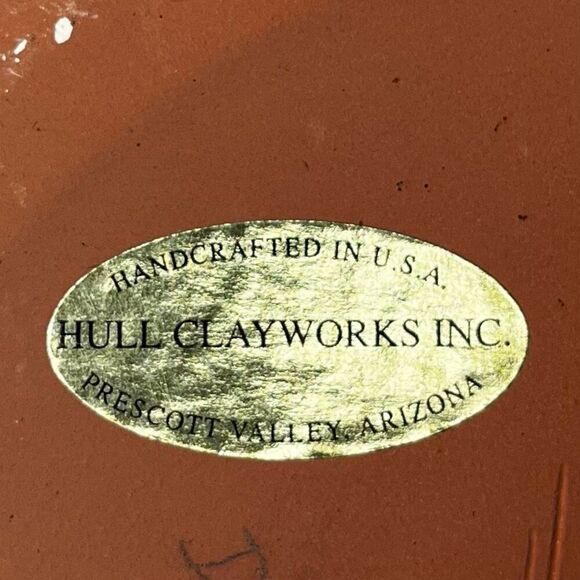 HANDCRAFTED IN U.S.A.
HULL CLAYWORKS INC.
PRESCOTT VALLEY, ARIZONA